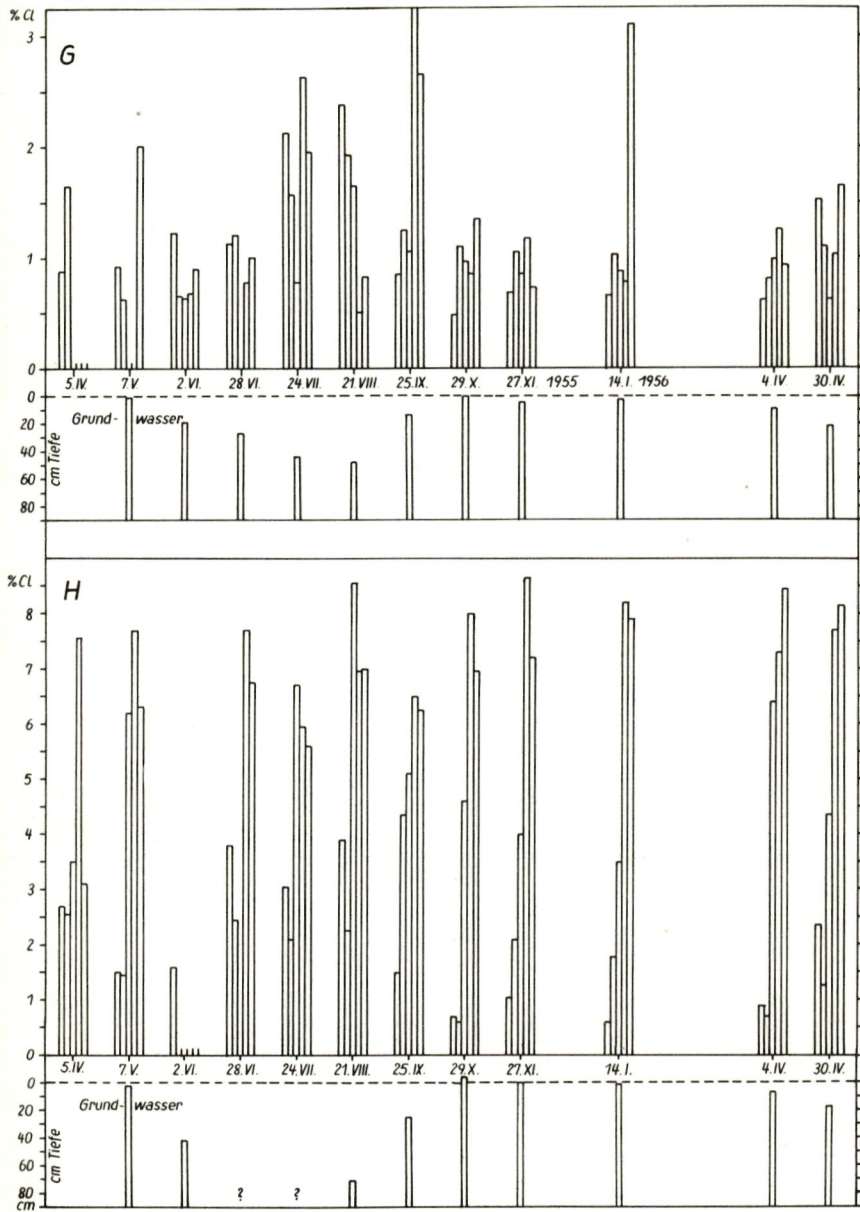 % Cl
G
3
2
1
0
5.IV. 7.V. 2.VI. 28.VI. 24.VII. 21.VIII. 25.IX. 29.X. 27.XI. 1955 14.I. 1956 4.IV. 30.IV.
0
Grund- wasser
20
40
60
80
cm Tiefe
% Cl
H
8
7
6
5
4
3
2
1
0
5.IV. 7.V. 2.VI. 28.VI. 24.VII. 21.VIII. 25.IX. 29.X. 27.XI. 14.I. 4.IV. 30.IV.
0
Grund- wasser
20
40
60
80 ? ?
cm
cm Tiefe